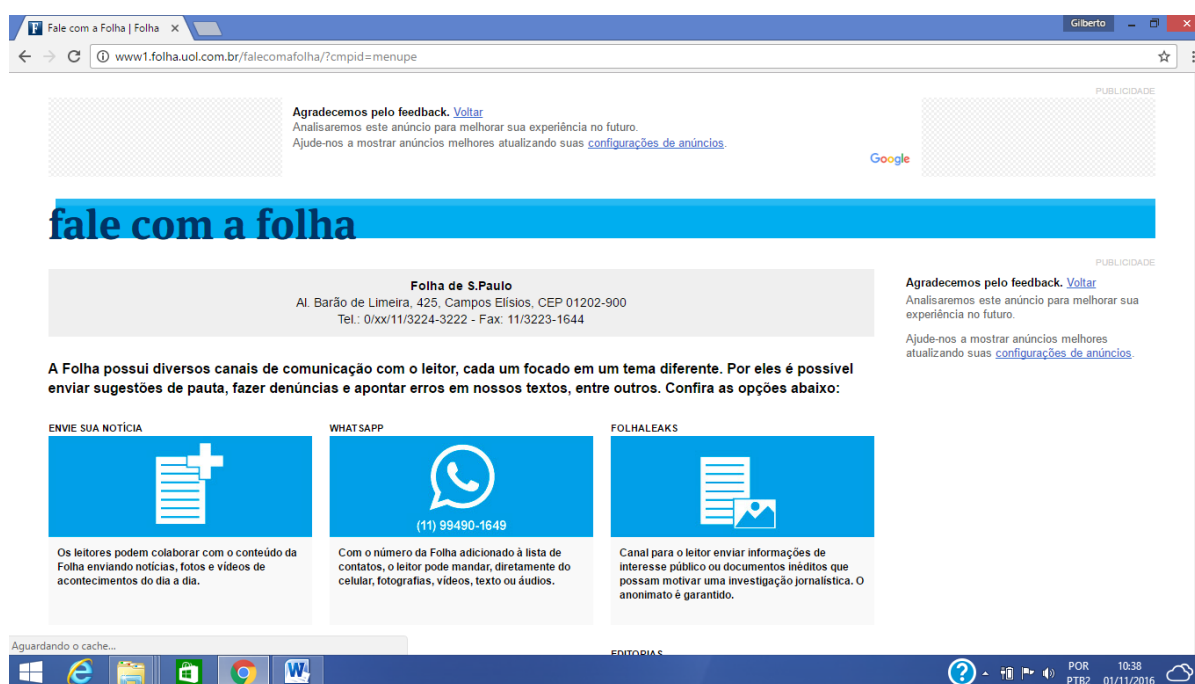 Fale com a Folha | Folha
Gilberto
www1.folha.uol.com.br/falecomafolha/?cmpid=menupe
PUBLICIDADE
Agradecemos pelo feedback. Voltar
Analisaremos este anúncio para melhorar sua experiência no futuro.
Ajude-nos a mostrar anúncios melhores atualizando suas configurações de anúncios.
Google
fale com a folha
PUBLICIDADE
Folha de S.Paulo
Al. Barão de Limeira, 425, Campos Elísios, CEP 01202-900
Tel.: 0/xx/11/3224-3222 - Fax: 11/3223-1644
Agradecemos pelo feedback. Voltar
Analisaremos este anúncio para melhorar sua
experiência no futuro.
Ajude-nos a mostrar anúncios melhores
atualizando suas configurações de anúncios.
A Folha possui diversos canais de comunicação com o leitor, cada um focado em um tema diferente. Por eles é possível
enviar sugestões de pauta, fazer denúncias e apontar erros em nossos textos, entre outros. Confira as opções abaixo:
ENVIE SUA NOTÍCIA
Os leitores podem colaborar com o conteúdo da
Folha enviando notícias, fotos e vídeos de
acontecimentos do dia a dia.
WHATSAPP
(11) 99490-1649
Com o número da Folha adicionado à lista de
contatos, o leitor pode mandar, diretamente do
celular, fotografias, vídeos, texto ou áudios.
FOLHALEAKS
Canal para o leitor enviar informações de
interesse público ou documentos inéditos que
possam motivar uma investigação jornalística. O
anonimato é garantido.
EDITORIAS
Aguardando o cache...
POR
PTB2
10:38
01/11/2016